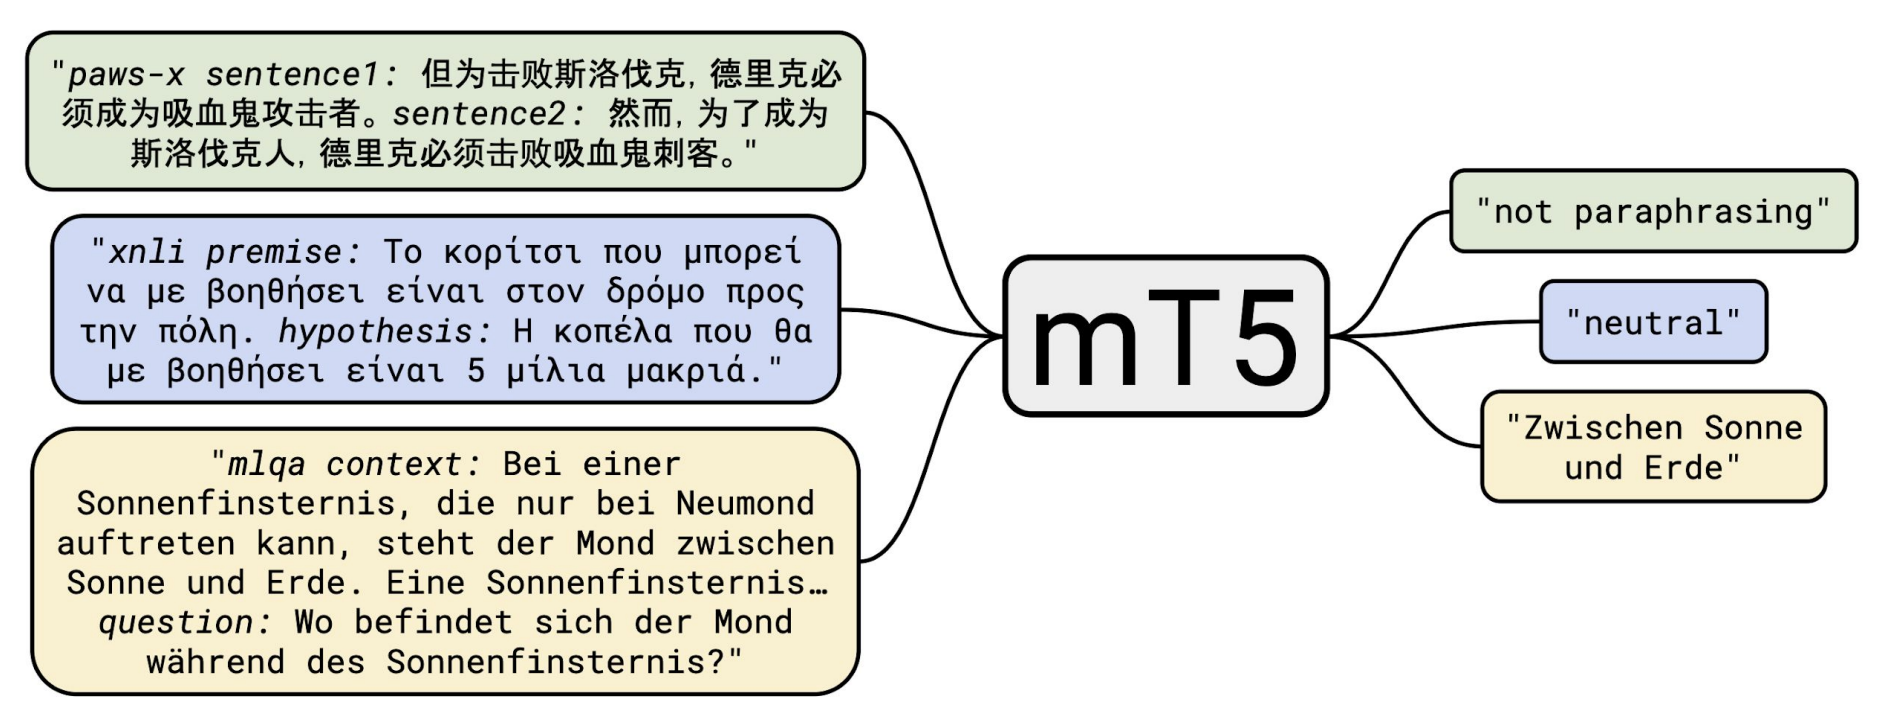 "paws-x sentence1: 但为击败斯洛伐克, 德里克必
须成为吸血鬼攻击者。sentence2: 然而, 为了成为
斯洛伐克人, 德里克必须击败吸血鬼刺客。"
"xnli premise: Το κορίτσι που μπορεί
να με βοηθήσει είναι στον δρόμο προς
την πόλη. hypothesis: Η κοπέλα που θα
με βοηθήσει είναι 5 μίλια μακριά."
"mlqa context: Bei einer
Sonnenfinsternis, die nur bei Neumond
auftreten kann, steht der Mond zwischen
Sonne und Erde. Eine Sonnenfinsternis…
question: Wo befindet sich der Mond
während des Sonnenfinsternis?"
mT5
"not paraphrasing"
"neutral"
"Zwischen Sonne
und Erde"